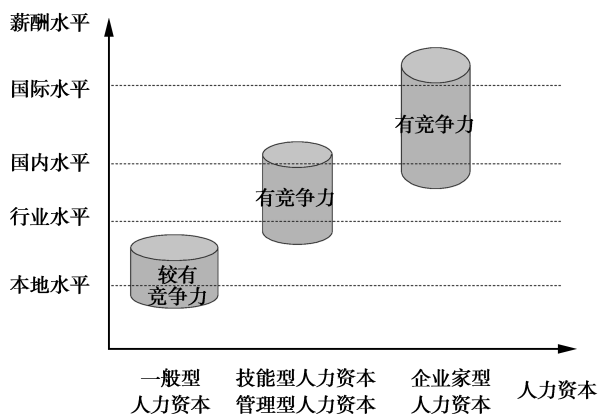 薪酬水平
国际水平
有竞争力
国内水平
有竞争力
行业水平
较有
竞争力
本地水平
一般型
人力资本
技能型人力资本
管理型人力资本
企业家型
人力资本
人力资本